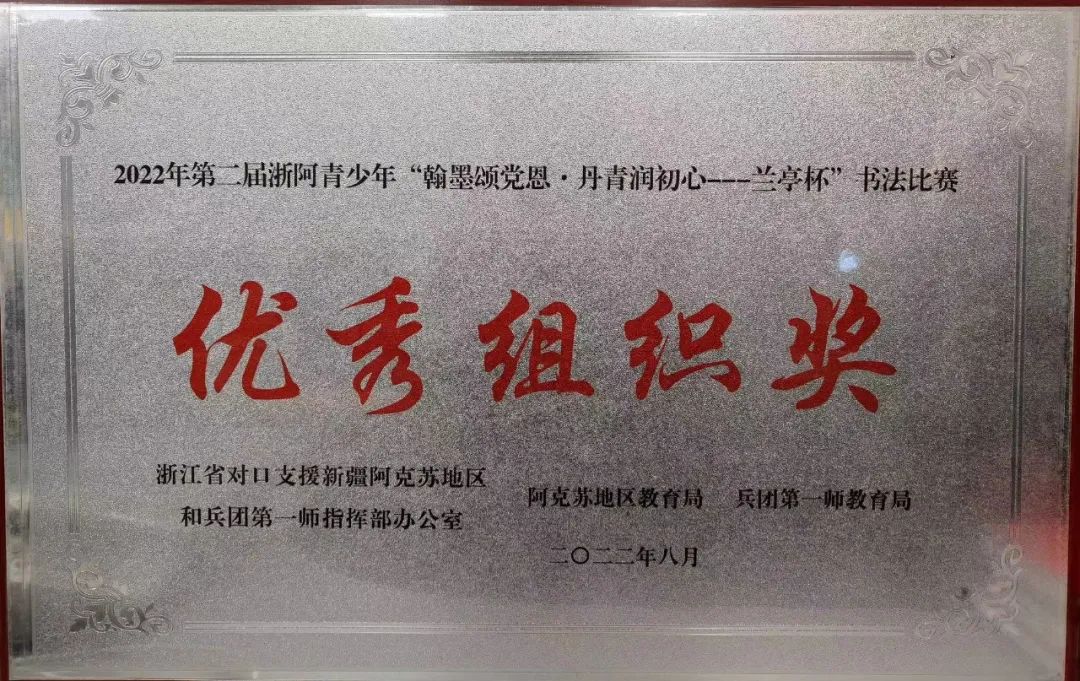 2022年第二届浙阿青少年“翰墨颂党恩·丹青润初心---兰亭杯”书法比赛
优秀组织奖
浙江省对口支援新疆阿克苏地区
和兵团第一师指挥部办公室
阿克苏地区教育局 兵团第一师教育局
二〇二二年八月